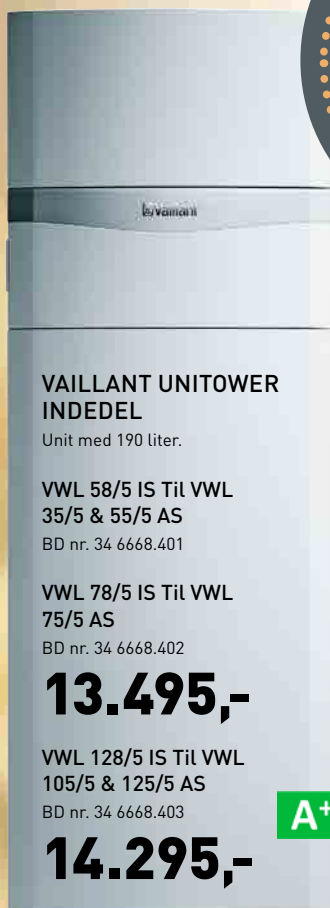 Vaillant
VAILLANT UNITOWER
INDEDEL
Unit med 190 liter.
VWL 58/5 IS Til VWL
35/5 & 55/5 AS
BD nr. 34 6668.401
VWL 78/5 IS Til VWL
75/5 AS
BD nr. 34 6668.402
13.495,-
VWL 128/5 IS Til VWL
105/5 & 125/5 AS
BD nr. 34 6668.403
A+
14.295,-